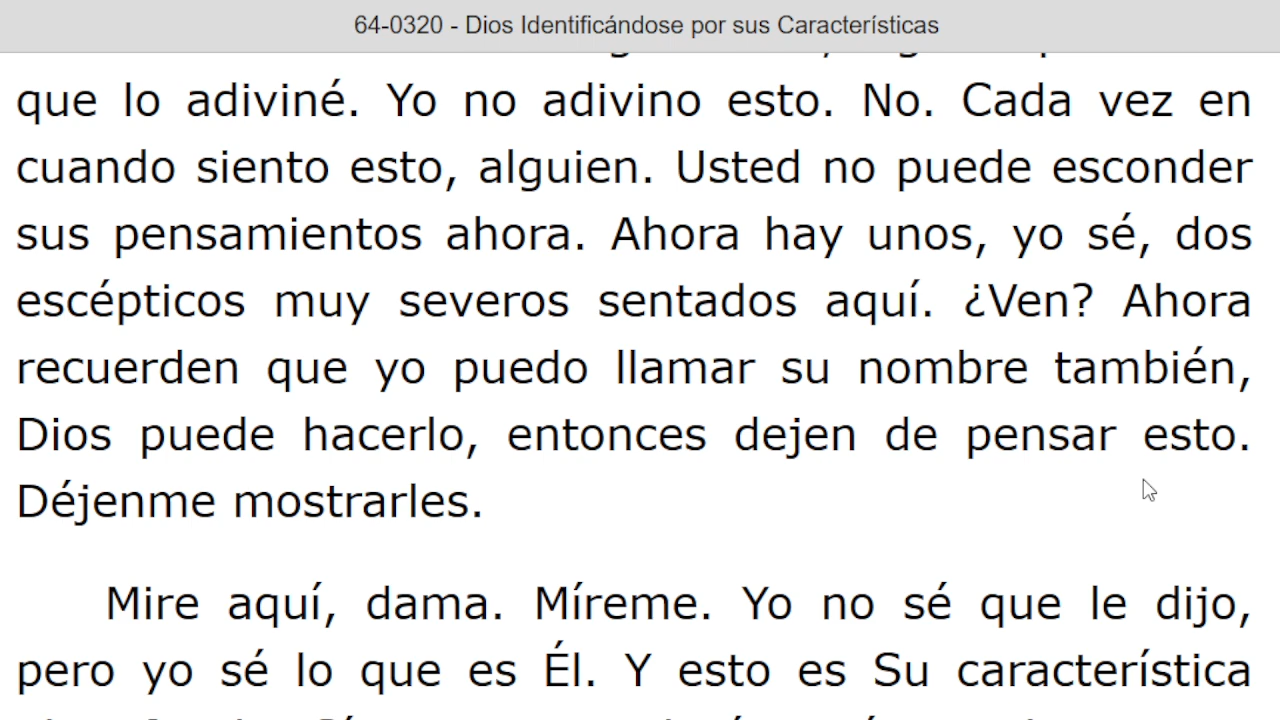 64-0320 - Dios Identificándose por sus Características
que lo adiviné. Yo no adivino esto. No. Cada vez en
cuando siento esto, alguien. Usted no puede esconder
sus pensamientos ahora. Ahora hay unos, yo sé, dos
escépticos muy severos sentados aquí. ¿Ven? Ahora
recuerden que yo puedo llamar su nombre también,
Dios puede hacerlo, entonces dejen de pensar esto.
Déjenme mostrarles.
Mire aquí, dama. Míreme. Yo no sé que le dijo,
pero yo sé lo que es Él. Y esto es Su característica